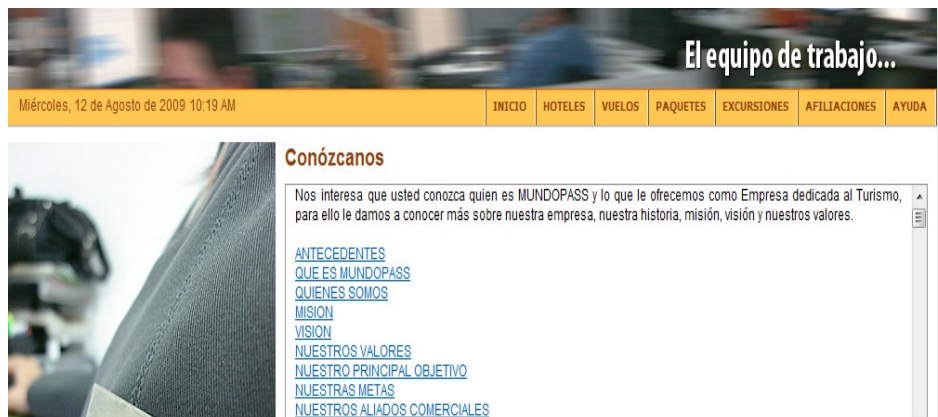 El equipo de trabajo...
Miércoles, 12 de Agosto de 2009 10:19 AM
INICIO HOTELES VUELOS PAQUETES EXCURSIONES AFILIACIONES AYUDA
Conózcanos
Nos interesa que usted conozca quien es MUNDOPASS y lo que le ofrecemos como Empresa dedicada al Turismo,
para ello le damos a conocer más sobre nuestra empresa, nuestra historia, misión, visión y nuestros valores.
ANTECEDENTES
QUE ES MUNDOPASS
QUIENES SOMOS
MISION
VISION
NUESTROS VALORES
NUESTRO PRINCIPAL OBJETIVO
NUESTRAS METAS
NUESTROS ALIADOS COMERCIALES